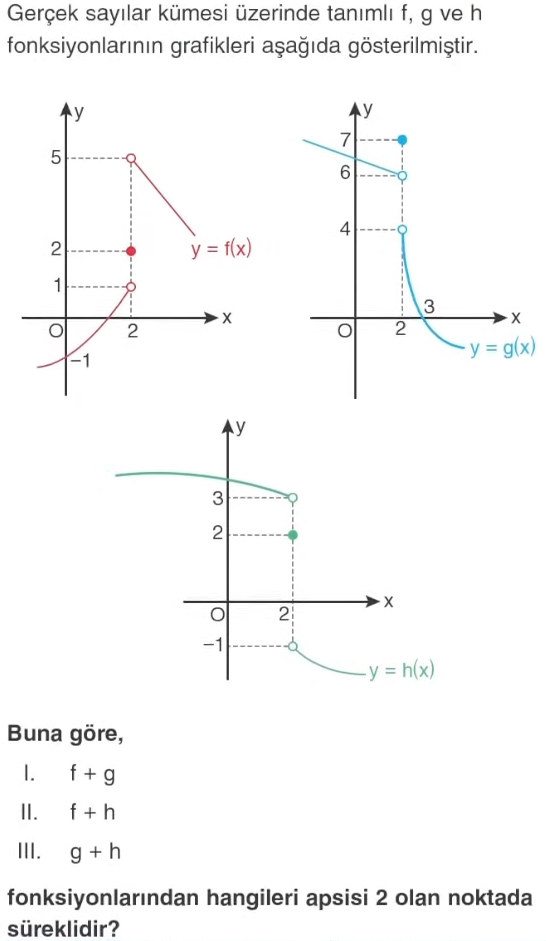 Gerçek sayılar kümesi üzerinde tanımlı f, g ve h
fonksiyonlarının grafikleri aşağıda gösterilmiştir.
y
5
2
1
O
2
x
-1
y = f(x)
y
7
6
4
3
O
2
x
y = g(x)
y
3
2
O
2
x
-1
y = h(x)
Buna göre,
I. f + g
II. f + h
III. g + h
fonksiyonlarından hangileri apsisi 2 olan noktada
süreklidir?